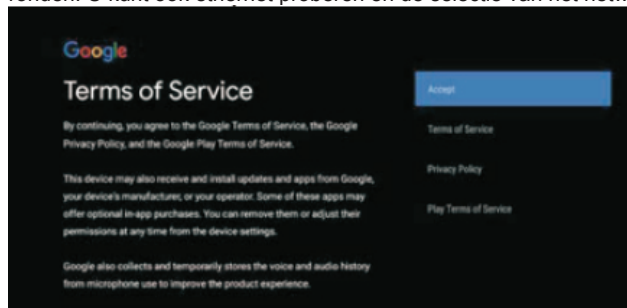 Google
Terms of Service
By continuing, you agree to the Google Terms of Service, the Google
Privacy Policy, and the Google Play Terms of Service.
This device may also receive and install updates and apps from Google,
your device's manufacturer, or your operator. Some of these apps may
offer optional in-app purchases. You can remove them or adjust their
permissions at any time from the device settings.
Google also collects and temporarily stores the voice and audio history
from microphone use to improve the product experience.
Accept
Terms of Service
Privacy Policy
Play Terms of Service